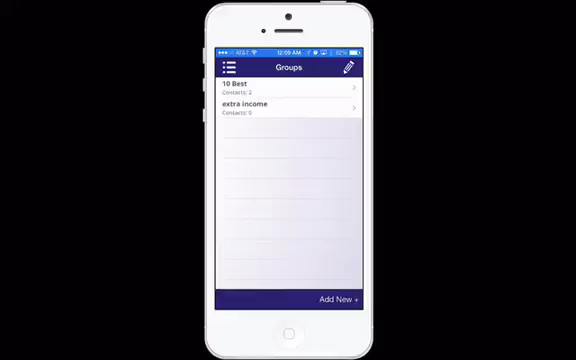 AT&T 12:09 AM 82%
Groups
10 Best
Contacts: 2
extra income
Contacts: 0
Add New +